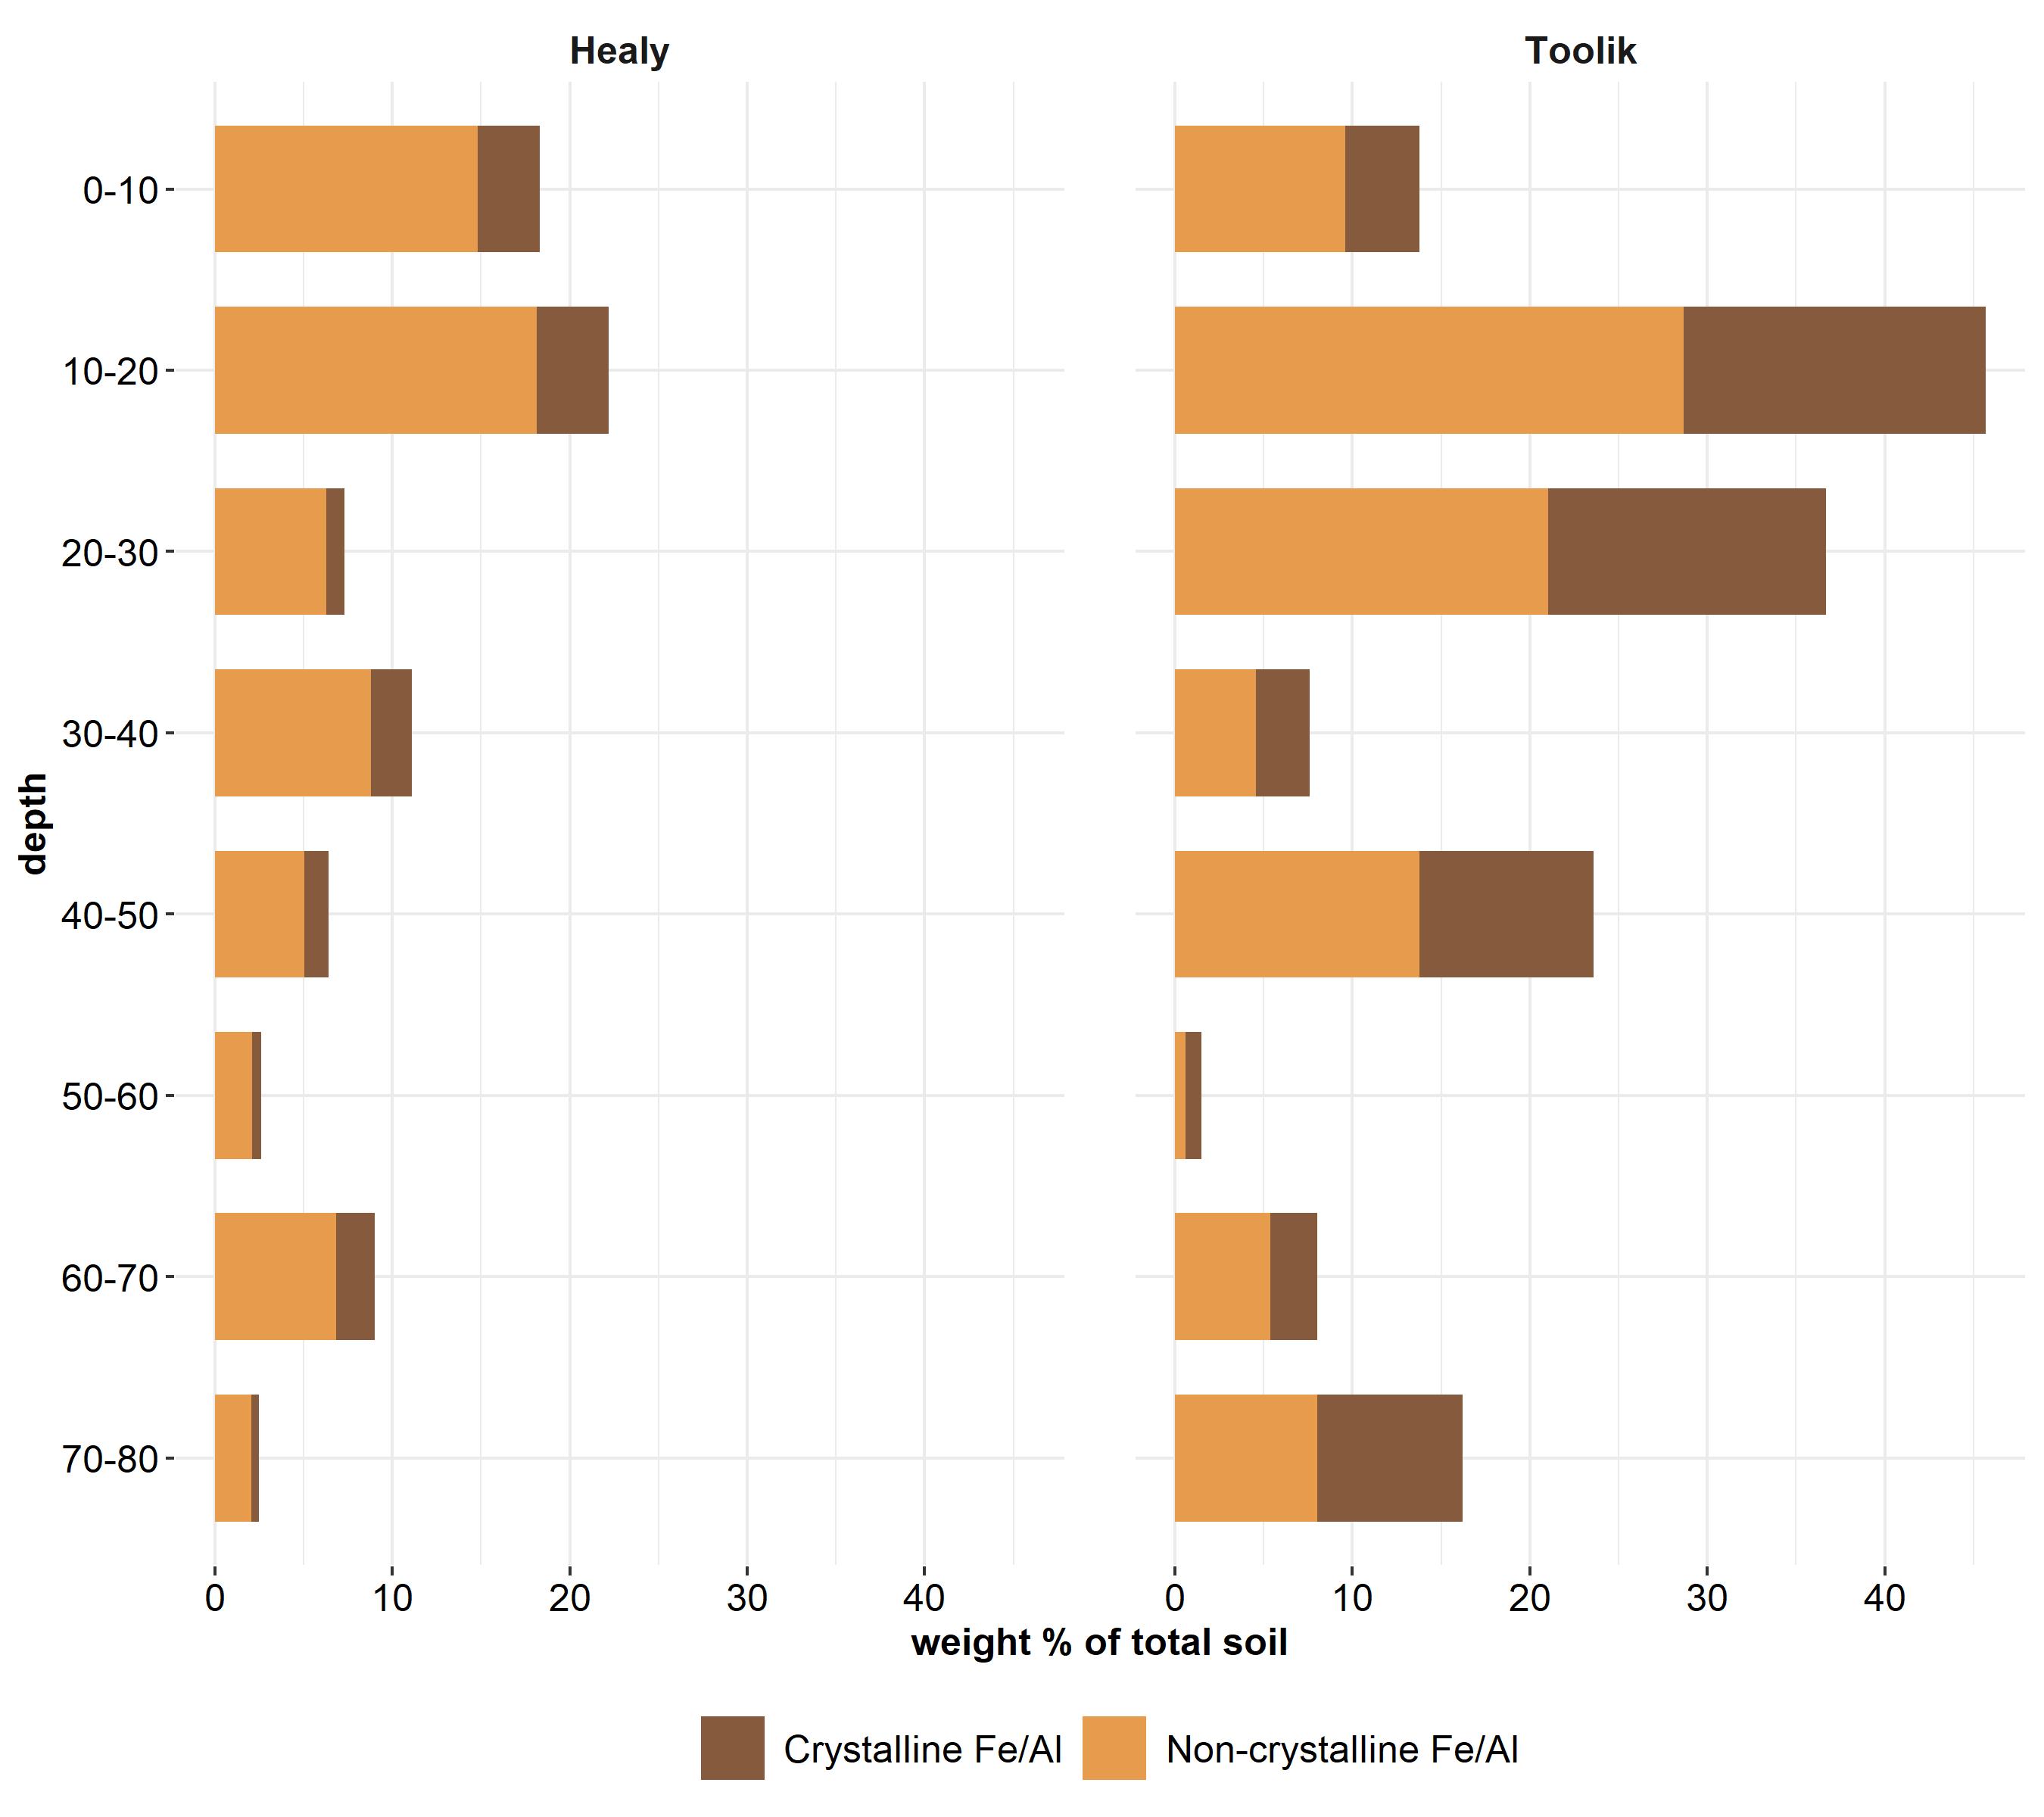 Healy Toolik
0-10
10-20
20-30
30-40
40-50
50-60
60-70
70-80
depth
0 10 20 30 40 0 10 20 30 40
weight % of total soil
Crystalline Fe/Al Non-crystalline Fe/Al